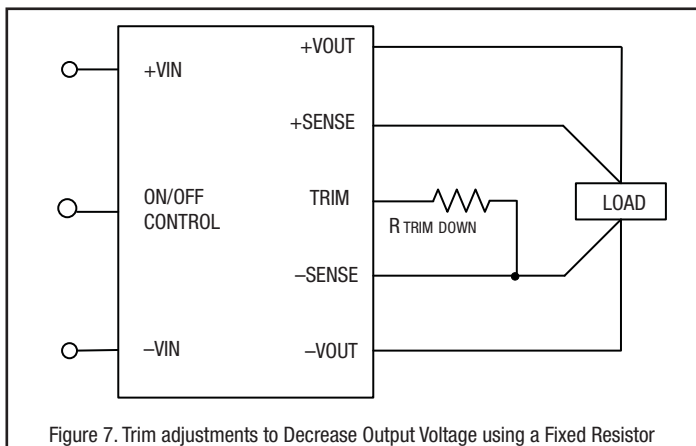 +VOUT
+VIN
+SENSE
ON/OFF
CONTROL
TRIM
R TRIM DOWN
LOAD
–SENSE
–VIN
–VOUT
Figure 7. Trim adjustments to Decrease Output Voltage using a Fixed Resistor